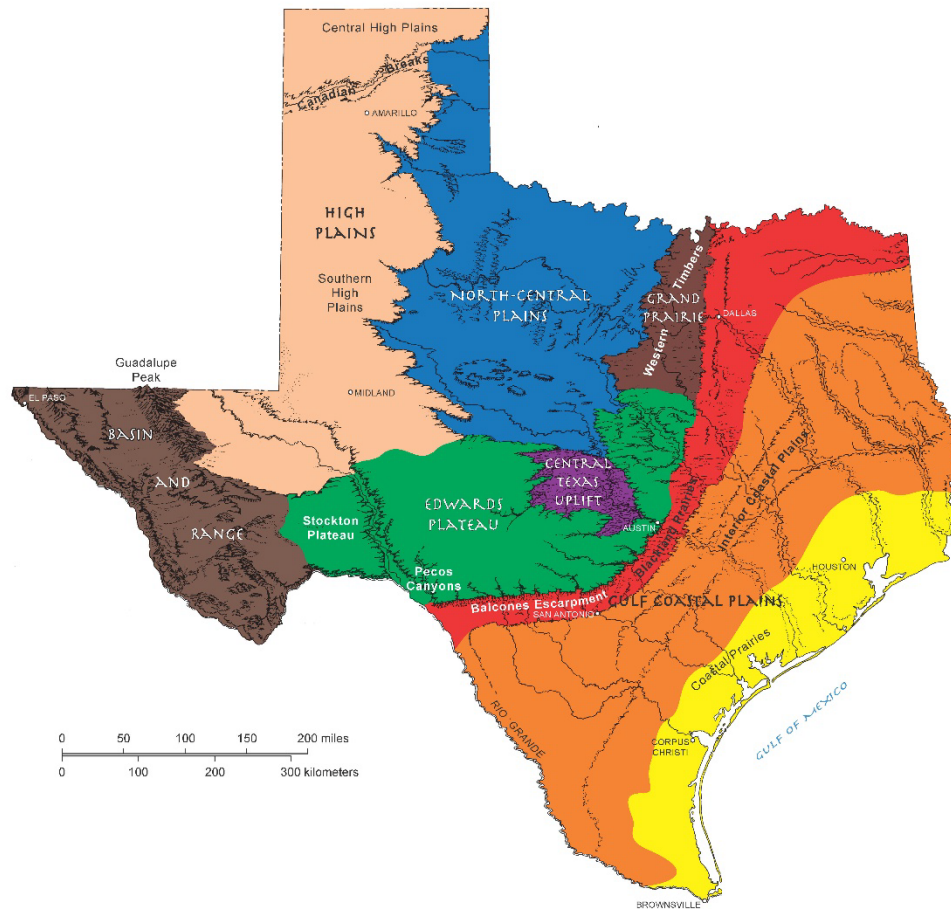 Central High Plains
Canadian Breaks
AMARILLO
HIGH
PLAINS
Southern
High Plains
NORTH-CENTRAL
PLAINS
Western Timbers
GRAND
PRAIRIE
DALLAS
Guadalupe
Peak
EL PASO
MIDLAND
BASIN
AND
RANGE
CENTRAL
TEXAS
UPLIFT
EDWARDS
PLATEAU
Stockton
Plateau
Pecos
Canyons
AUSTIN
Blackland Prairies
Interior Coastal Plains
HOUSTON
Balcones Escarpment
GULF COASTAL PLAINS
SAN ANTONIO
Coastal Prairies
RIO GRANDE
GULF OF MEXICO
CORPUS
CHRISTI
0 50 100 150 200 miles
0 100 200 300 kilometers
BROWNSVILLE